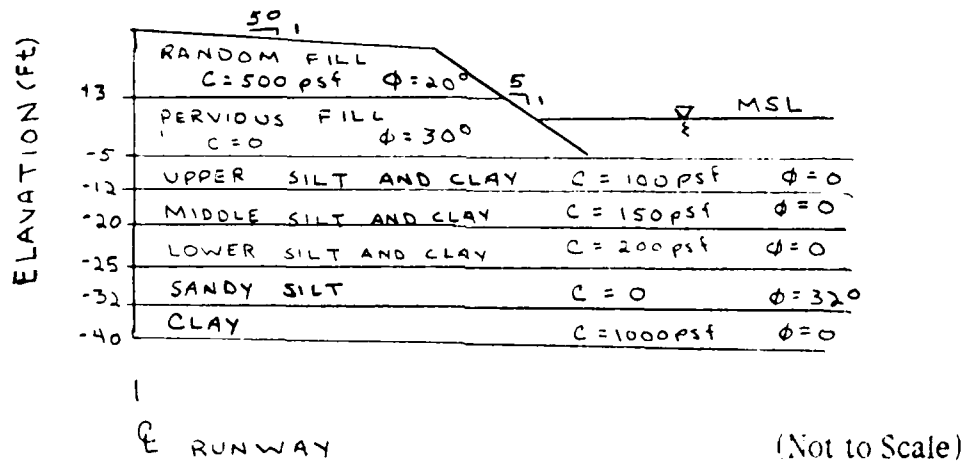 50
1
RANDOM FILL
C=500 psf φ=20°
5
1
+3
MSL
PERVIOUS FILL
C=0 φ=30°
-5
UPPER SILT AND CLAY C=100 psf φ=0
-12
MIDDLE SILT AND CLAY C=150 psf φ=0
-20
LOWER SILT AND CLAY C=200 psf φ=0
-25
SANDY SILT C=0 φ=32°
-32
CLAY C=1000 psf φ=0
-40
ELAVATION (Ft)
℄ RUNWAY
(Not to Scale)